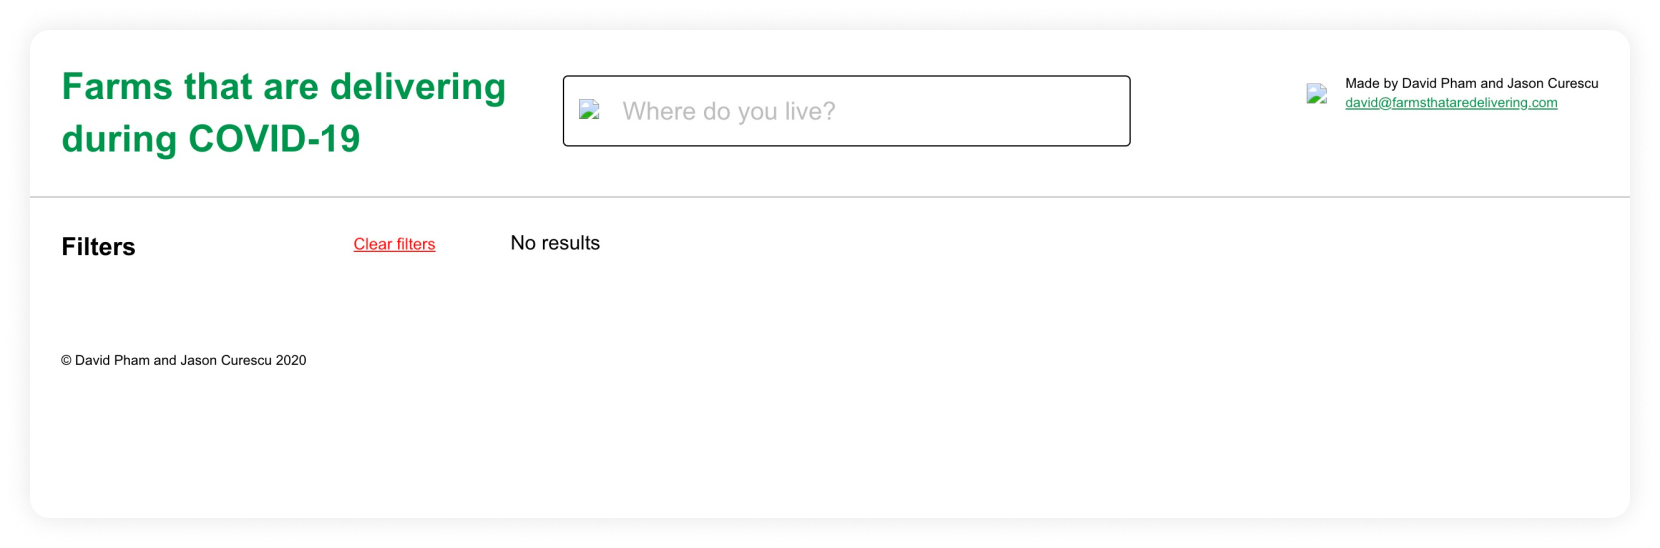 Farms that are delivering
during COVID-19
Where do you live?
Made by David Pham and Jason Curescu
david@farmsthataredelivering.com
Filters
Clear filters
No results
© David Pham and Jason Curescu 2020